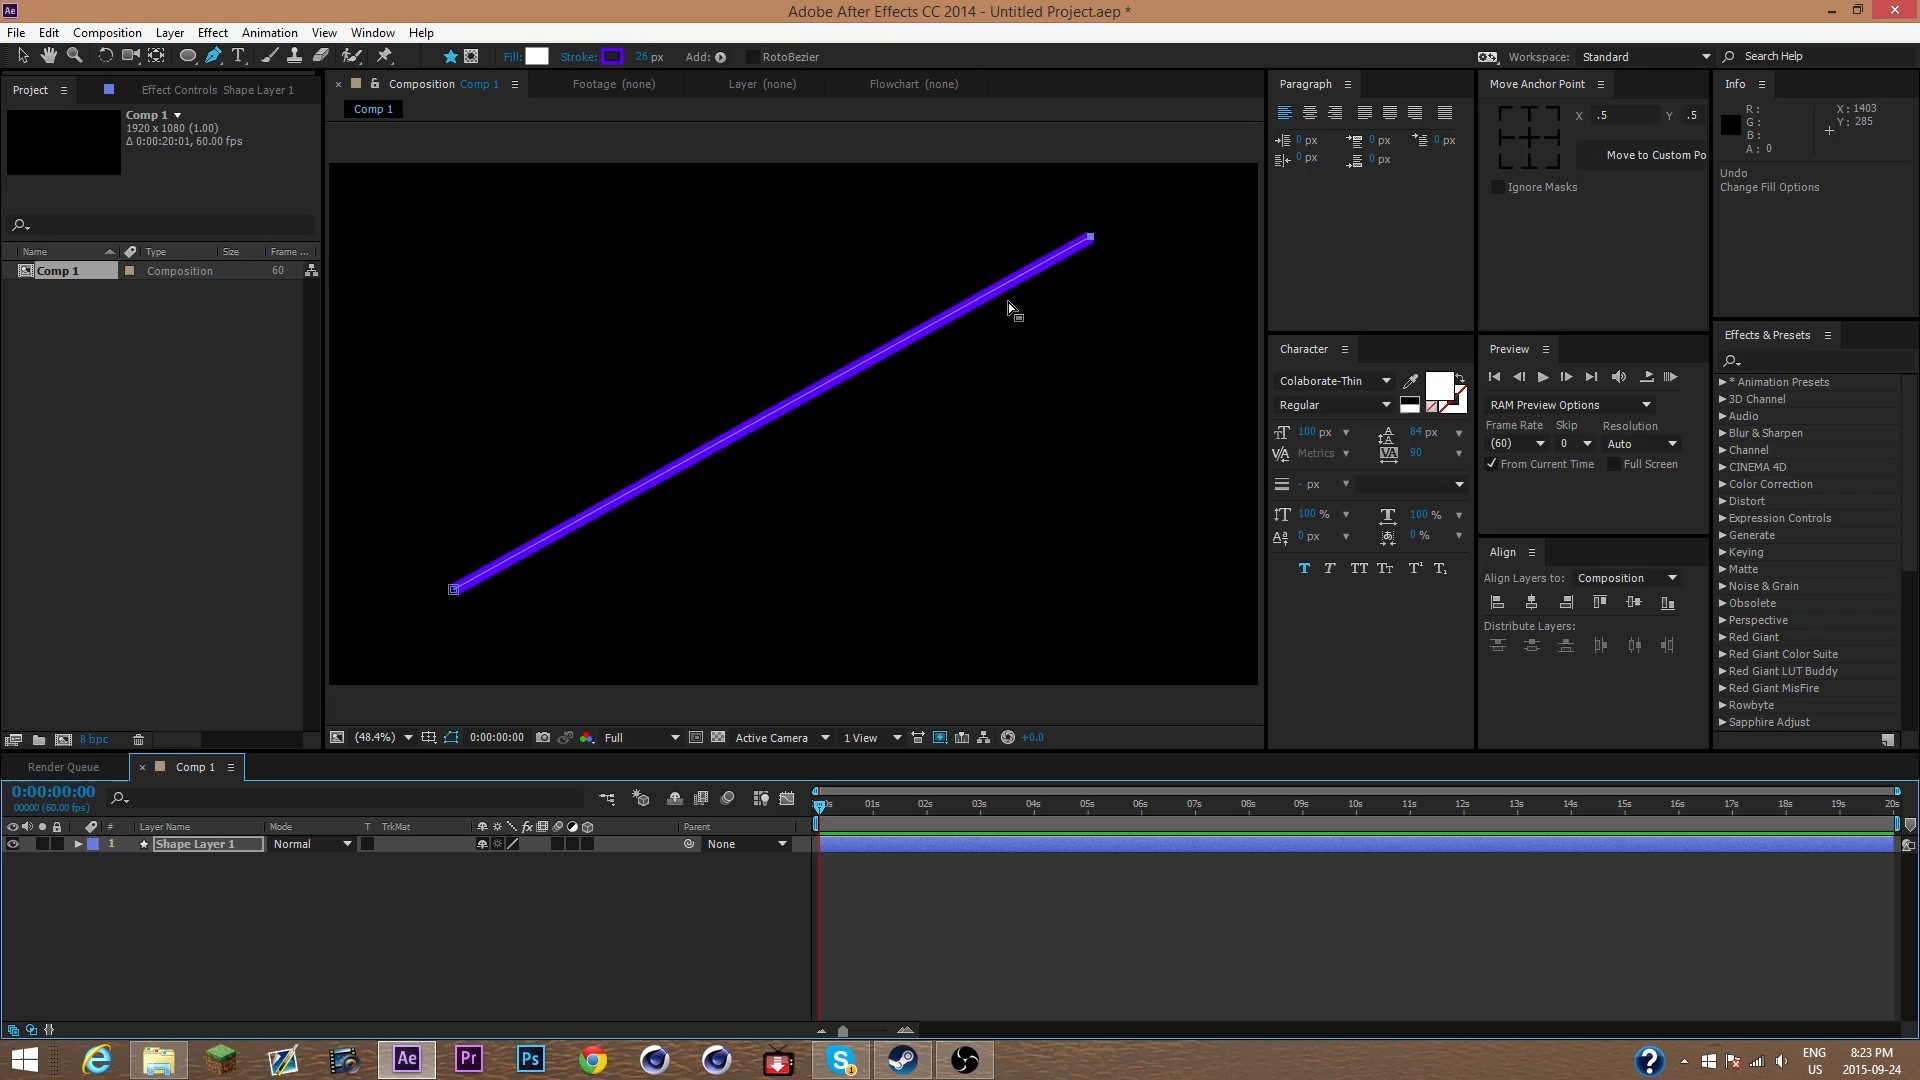 Ae
Adobe After Effects CC 2014 - Untitled Project.aep *
File Edit Composition Layer Effect Animation View Window Help
Fill: Stroke: 26 px Add: RotoBezier
Workspace: Standard Search Help
Project Effect Controls Shape Layer 1
Comp 1
1920 x 1080 (1.00)
Δ 0:00:20:01, 60.00 fps
Name Type Size Frame ...
Comp 1 Composition 60
8 bpc
Composition Comp 1 Footage (none) Layer (none) Flowchart (none)
Comp 1
(48.4%) 0:00:00:00 Full Active Camera 1 View +0.0
Paragraph
0 px 0 px 0 px
0 px 0 px
Move Anchor Point
X .5 Y .5
Move to Custom Po
Ignore Masks
Info
R : X : 1403
G : Y : 285
B :
A : 0
Undo
Change Fill Options
Character
Colaborate-Thin
Regular
100 px 84 px
Metrics 90
- px
100 % 100 %
0 px 0 %
T T TT Tt T¹ T₁
Preview
RAM Preview Options
Frame Rate Skip Resolution
(60) 0 Auto
From Current Time Full Screen
Align
Align Layers to: Composition
Distribute Layers:
Effects & Presets
* Animation Presets
3D Channel
Audio
Blur & Sharpen
Channel
CINEMA 4D
Color Correction
Distort
Expression Controls
Generate
Keying
Matte
Noise & Grain
Obsolete
Perspective
Red Giant
Red Giant Color Suite
Red Giant LUT Buddy
Red Giant MisFire
Rowbyte
Sapphire Adjust
Render Queue Comp 1
0:00:00:00
00000 (60.00 fps)
# Layer Name Mode T TrkMat fx Parent
1 Shape Layer 1 Normal None
01s 02s 03s 04s 05s 06s 07s 08s 09s 10s 11s 12s 13s 14s 15s 16s 17s 18s 19s 20s
Ae Pr Ps
ENG 8:23 PM
US 2015-09-24